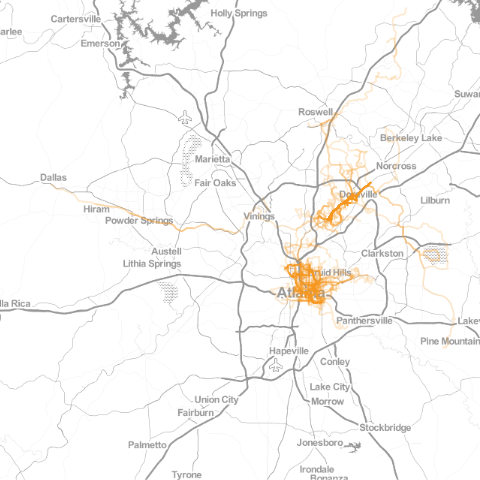 Holly Springs
Cartersville
Emerson
Suwa
Roswell
Berkeley Lake
Marietta
Norcross
Dallas
Fair Oaks
Doraville
Lilburn
Hiram
Powder Springs
Vinings
Austell
Clarkston
Lithia Springs
Druid Hills
Atlanta
lla Rica
Panthersville
Lake
Pine Mountain
Hapeville
Conley
Lake City
Union City
Morrow
Fairburn
Stockbridge
Palmetto
Jonesboro
Irondale
Tyrone
Bonanza